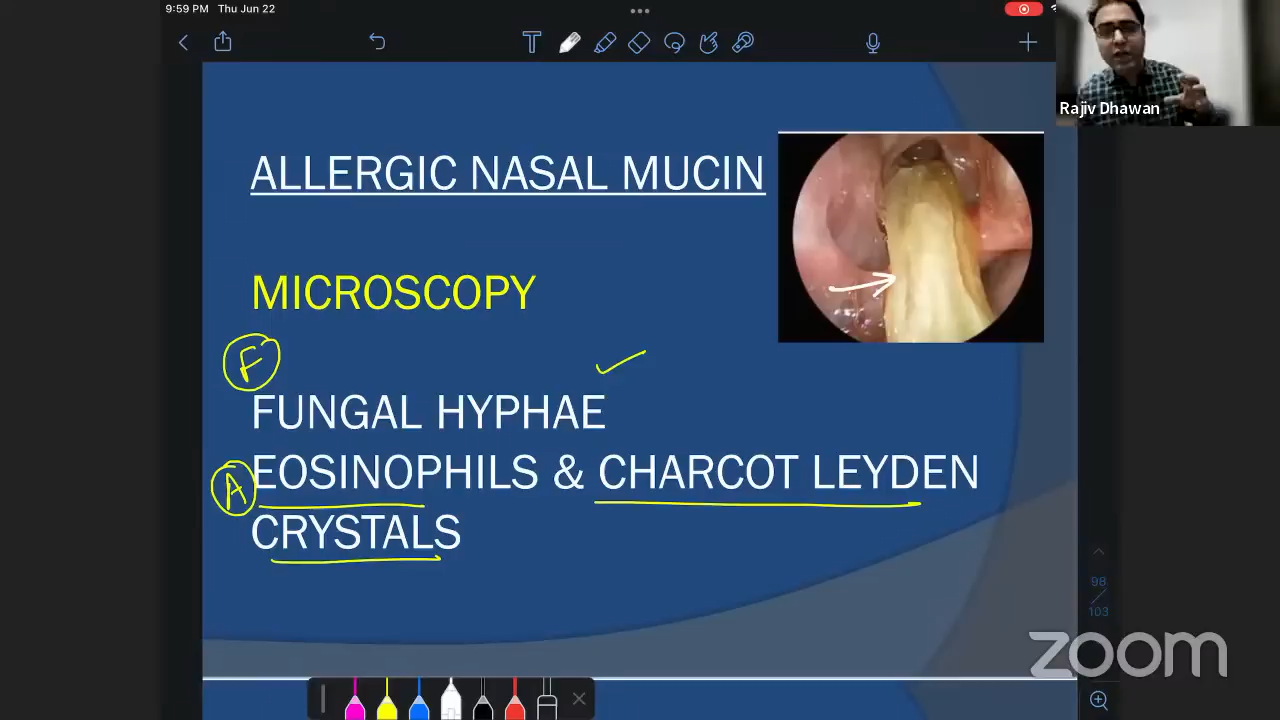 9:59 PM Thu Jun 22
T
Rajiv Dhawan
ALLERGIC NASAL MUCIN
MICROSCOPY
F
FUNGAL HYPHAE
A
EOSINOPHILS & CHARCOT LEYDEN
CRYSTALS
98
103
zoom